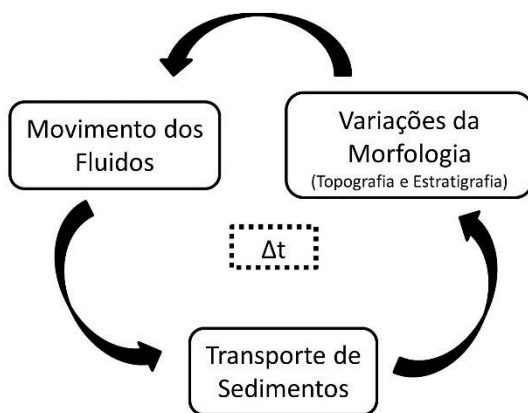 Movimento dos
Fluidos
Variações da
Morfologia
(Topografia e Estratigrafia)
Δt
Transporte de
Sedimentos